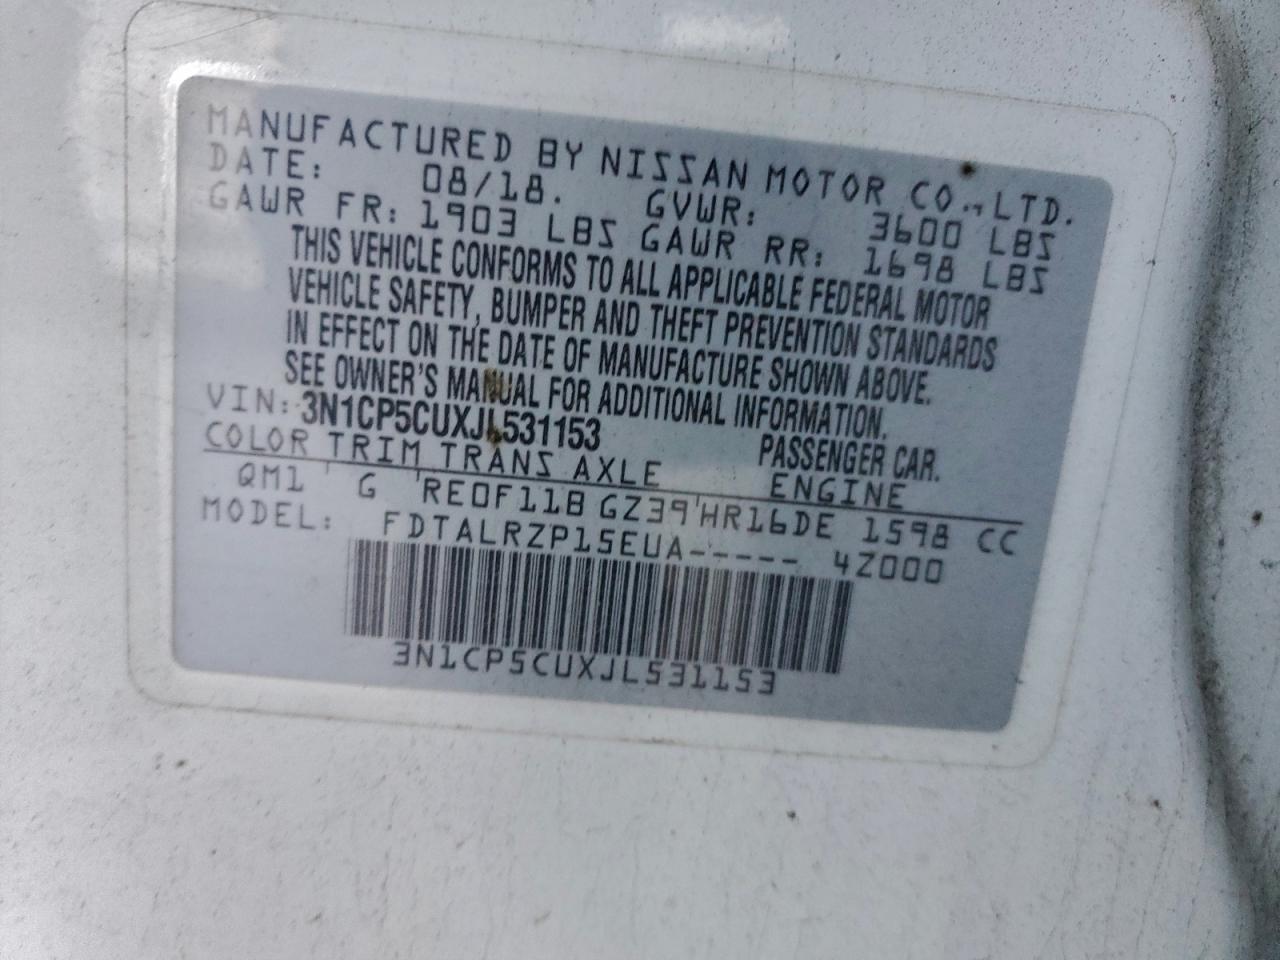 MANUFACTURED BY NISSAN MOTOR CO., LTD.
DATE: 08/18. GVWR: 3600 LBS
GAWR FR: 1903 LBS GAWR RR: 1698 LBS
THIS VEHICLE CONFORMS TO ALL APPLICABLE FEDERAL MOTOR
VEHICLE SAFETY, BUMPER AND THEFT PREVENTION STANDARDS
IN EFFECT ON THE DATE OF MANUFACTURE SHOWN ABOVE.
SEE OWNER'S MANUAL FOR ADDITIONAL INFORMATION.
VIN: 3N1CP5CUXJL531153 PASSENGER CAR.
COLOR TRIM TRANS AXLE ENGINE
QM1 G RE0F11B GZ39 HR16DE 1598 CC
MODEL: FDTALRZP15EUA----- 4Z000
3N1CP5CUXJL531153